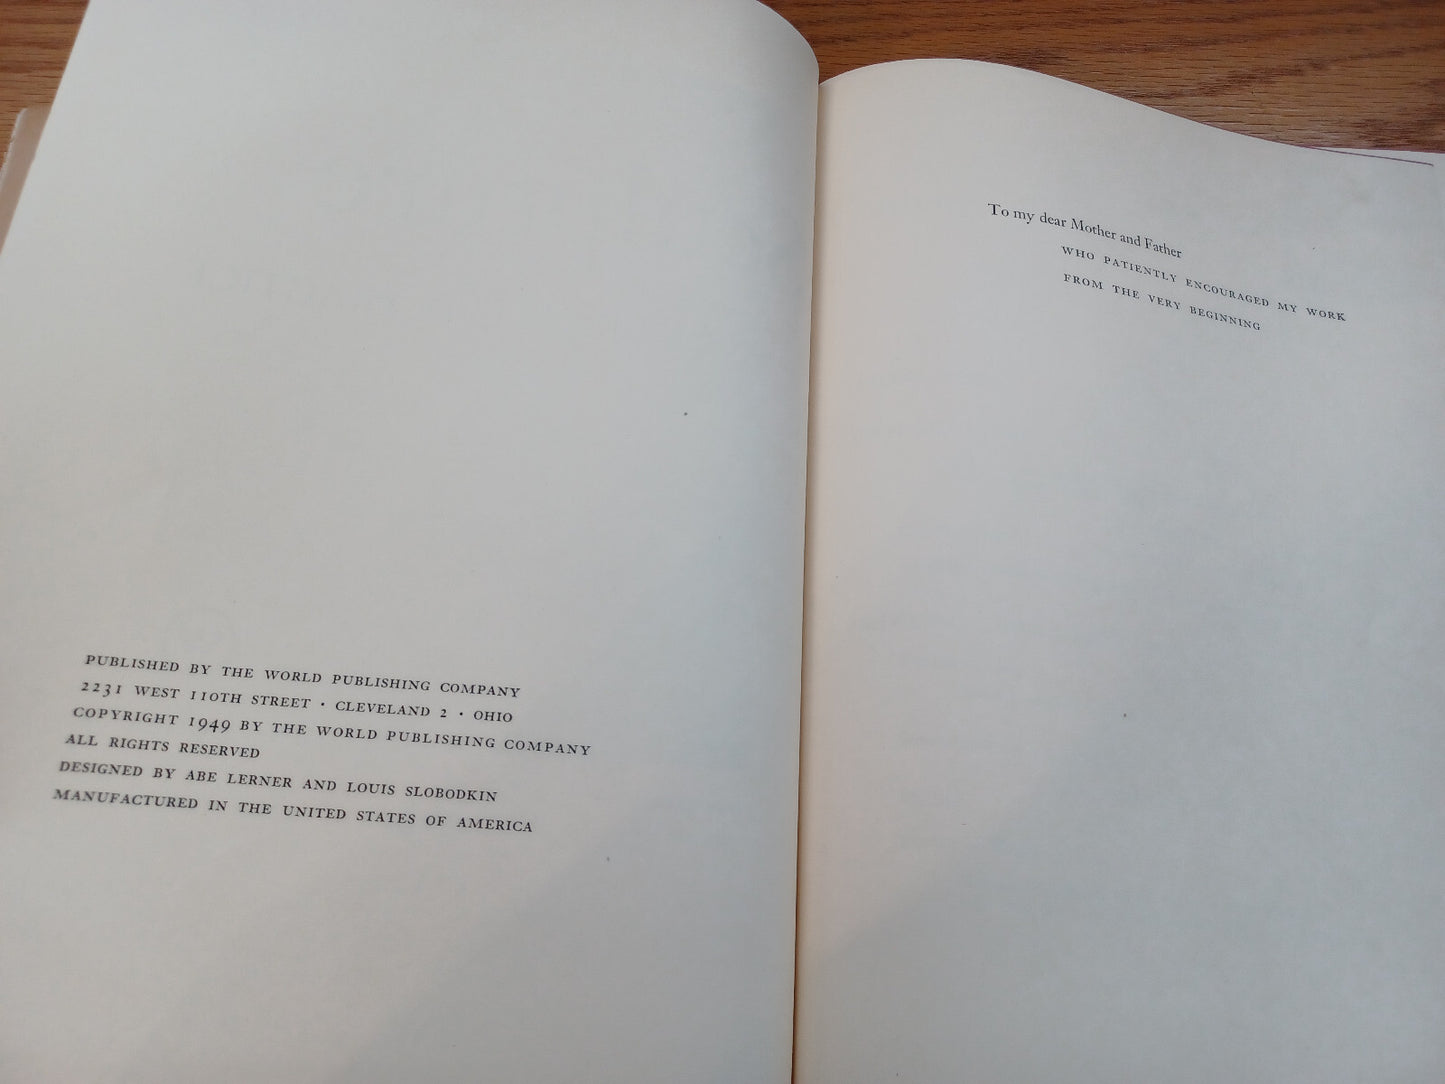 PUBLISHED BY THE WORLD PUBLISHING COMPANY
2231 WEST 110TH STREET · CLEVELAND 2 · OHIO
COPYRIGHT 1949 BY THE WORLD PUBLISHING COMPANY
ALL RIGHTS RESERVED
DESIGNED BY ABE LERNER AND LOUIS SLOBODKIN
MANUFACTURED IN THE UNITED STATES OF AMERICA
To my dear Mother and Father
WHO PATIENTLY ENCOURAGED MY WORK
FROM THE VERY BEGINNING